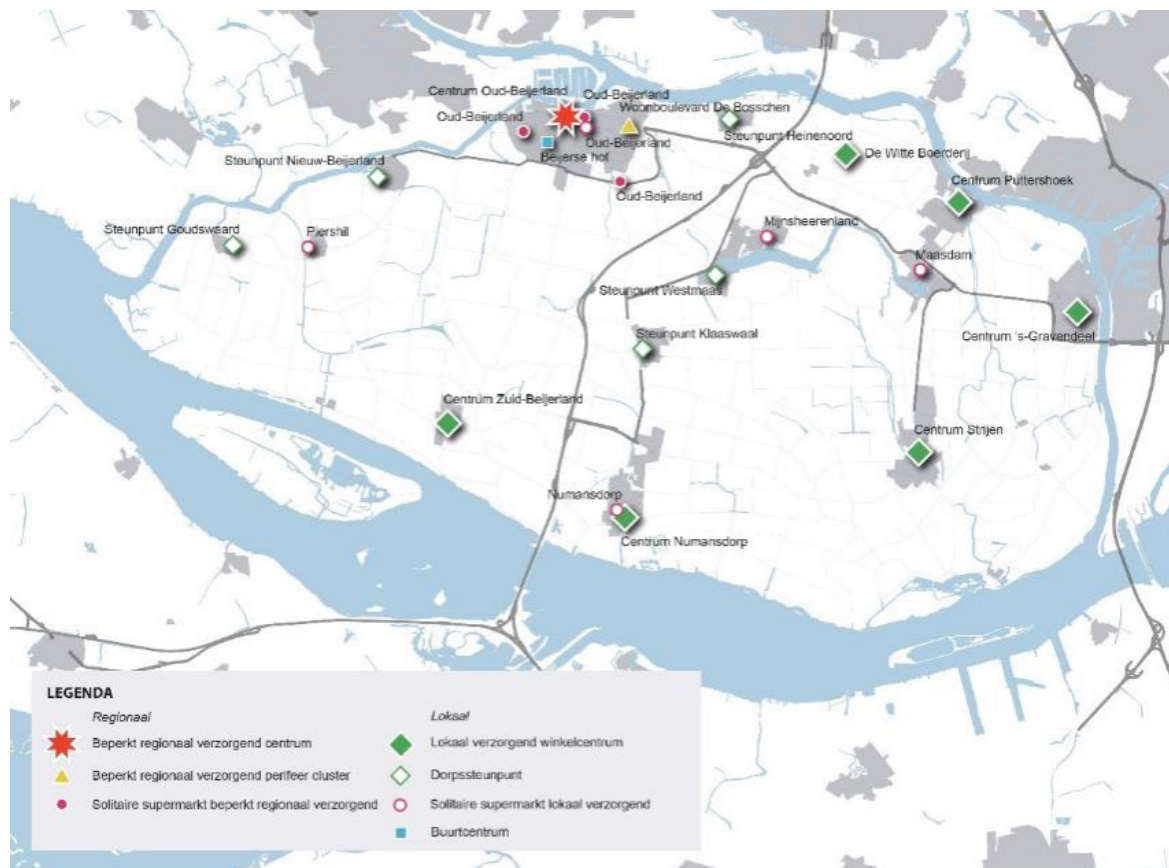 Centrum Oud-Beijerland
Oud-Beijerland
Woonboulevard De Bosschen
Oud-Beijerland
Oud-Beijerland
Beijerse hof
Steunpunt Heinenoord
De Witte Boerderij
Steunpunt Nieuw-Beijerland
Centrum Puttershoek
Oud-Beijerland
Steunpunt Goudswaard
Piershil
Mijnsheerenland
Maasdam
Steunpunt Westmaas
Steunpunt Klaaswaal
Centrum 's-Gravendeel
Centrum Zuid-Beijerland
Centrum Strijen
Numansdorp
Centrum Numansdorp
LEGENDA
Regionaal
Beperkt regionaal verzorgend centrum
Beperkt regionaal verzorgend perifeer cluster
Solitaire supermarkt beperkt regionaal verzorgend
Lokaal
Lokaal verzorgend winkelcentrum
Dorpssteunpunt
Solitaire supermarkt lokaal verzorgend
Buurtcentrum